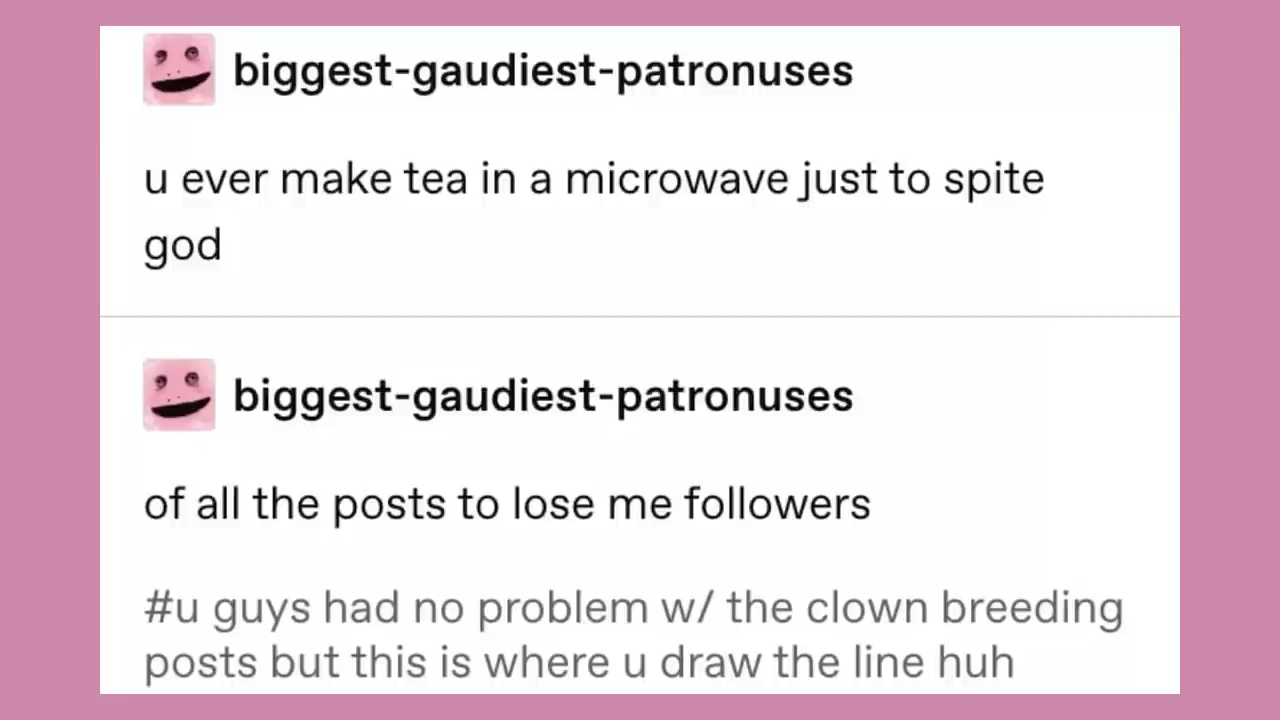 biggest-gaudiest-patronuses
u ever make tea in a microwave just to spite
god
biggest-gaudiest-patronuses
of all the posts to lose me followers
#u guys had no problem w/ the clown breeding
posts but this is where u draw the line huh